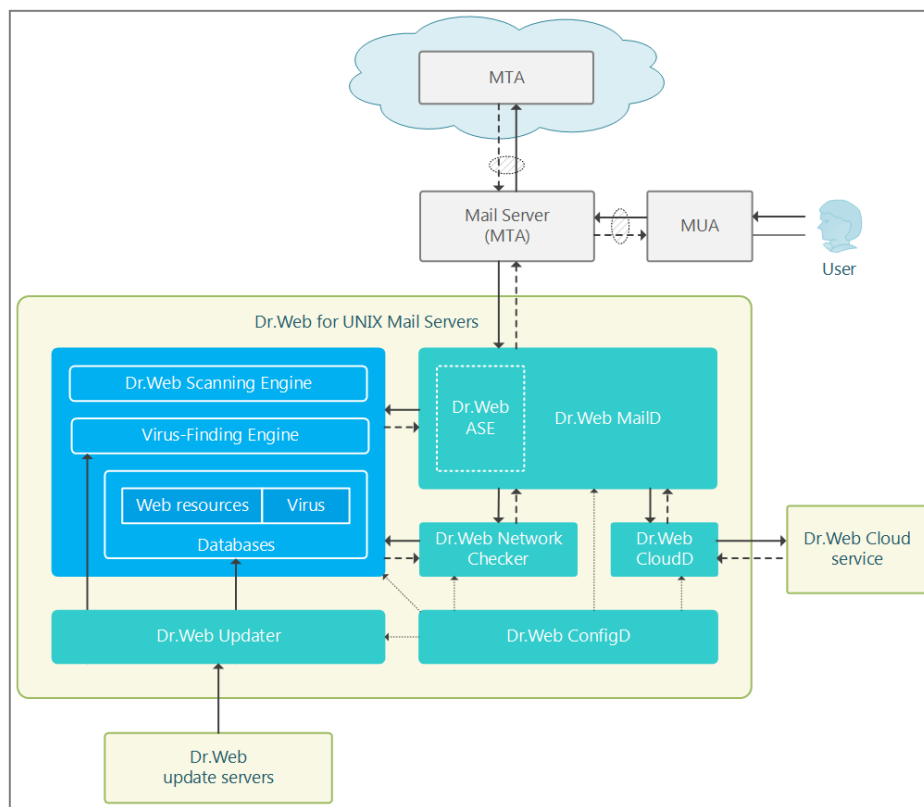 MTA
Mail Server
(MTA)
MUA
User
Dr.Web for UNIX Mail Servers
Dr.Web Scanning Engine
Virus-Finding Engine
Web resources
Virus
Databases
Dr.Web
ASE
Dr.Web MailD
Dr.Web Network
Checker
Dr.Web
CloudD
Dr.Web Cloud
service
Dr.Web Updater
Dr.Web ConfigD
Dr.Web
update servers